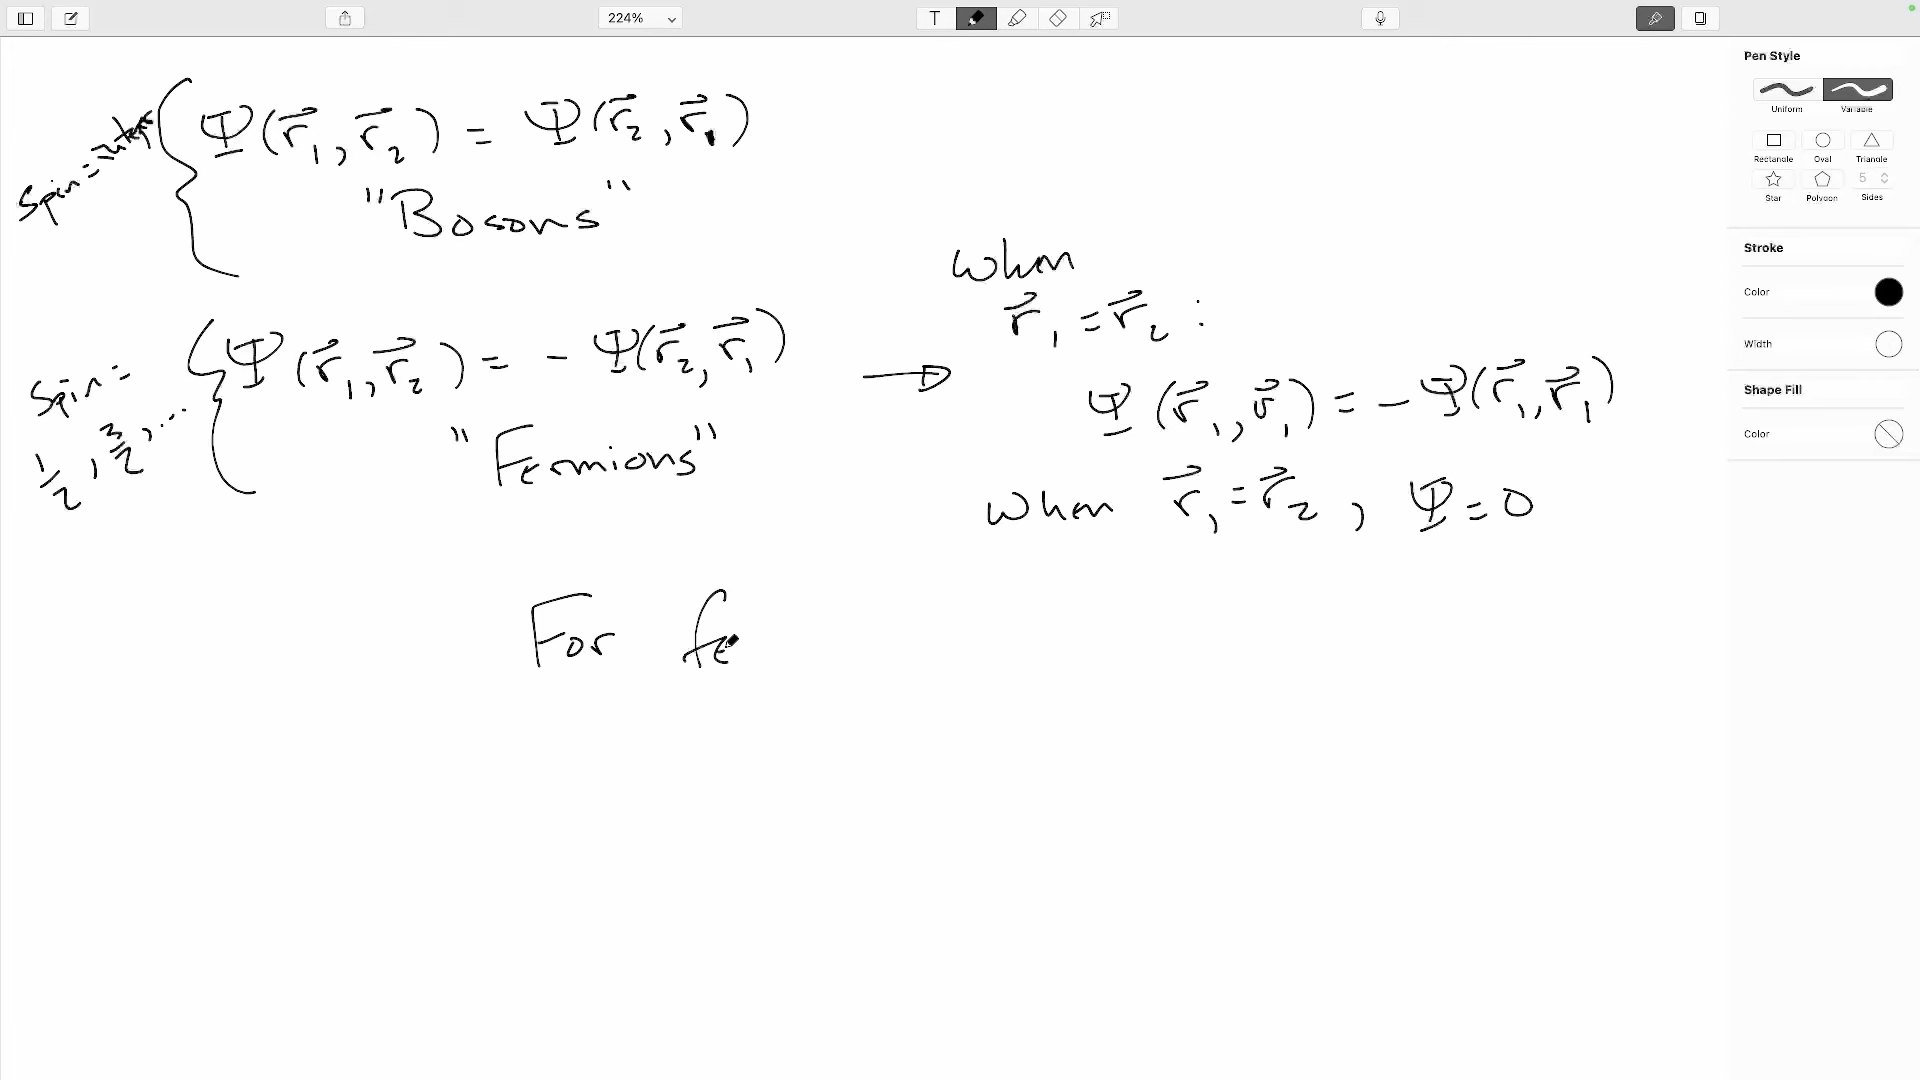 224%
T
Spin =
Ψ(r⃗₁, r⃗₂) = Ψ(r⃗₂, r⃗₁)
"Bosons"
Spin =
1/2, 3/2, ...
Ψ(r⃗₁, r⃗₂) = - Ψ(r⃗₂, r⃗₁)
"Fermions"
when
r⃗₁ = r⃗₂ :
Ψ(r⃗₁, r⃗₁) = - Ψ(r⃗₁, r⃗₁)
when r⃗₁ = r⃗₂, Ψ = 0
For fe
Pen Style
Uniform Variable
Rectangle Oval Triangle
5
Star Polygon Sides
Stroke
Color
Width
Shape Fill
Color